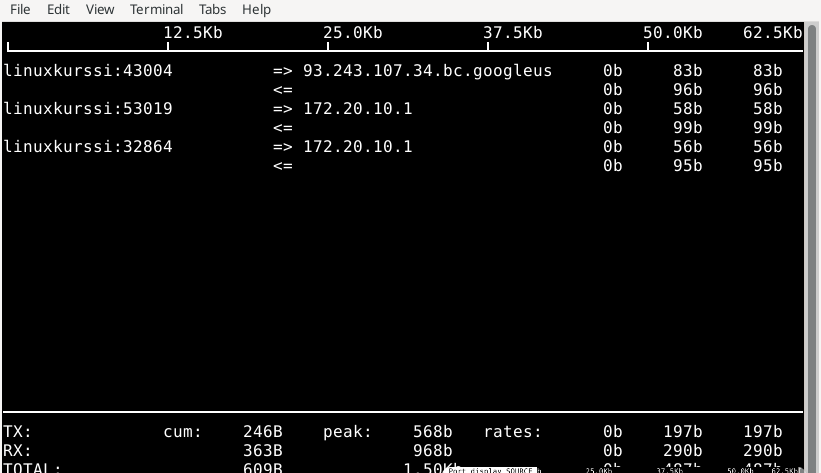 File Edit View Terminal Tabs Help
12.5Kb 25.0Kb 37.5Kb 50.0Kb 62.5Kb
linuxkurssi:43004 => 93.243.107.34.bc.googleus 0b 83b 83b
<= 0b 96b 96b
linuxkurssi:53019 => 172.20.10.1 0b 58b 58b
<= 0b 99b 99b
linuxkurssi:32864 => 172.20.10.1 0b 56b 56b
<= 0b 95b 95b
TX: cum: 246B peak: 568b rates: 0b 197b 197b
RX: 363B 968b 0b 290b 290b
TOTAL: 609B 1.50Kb 0b 487b 487b
Port display SOURCE 25.0Kb 37.5Kb 50.0Kb 62.5Kb